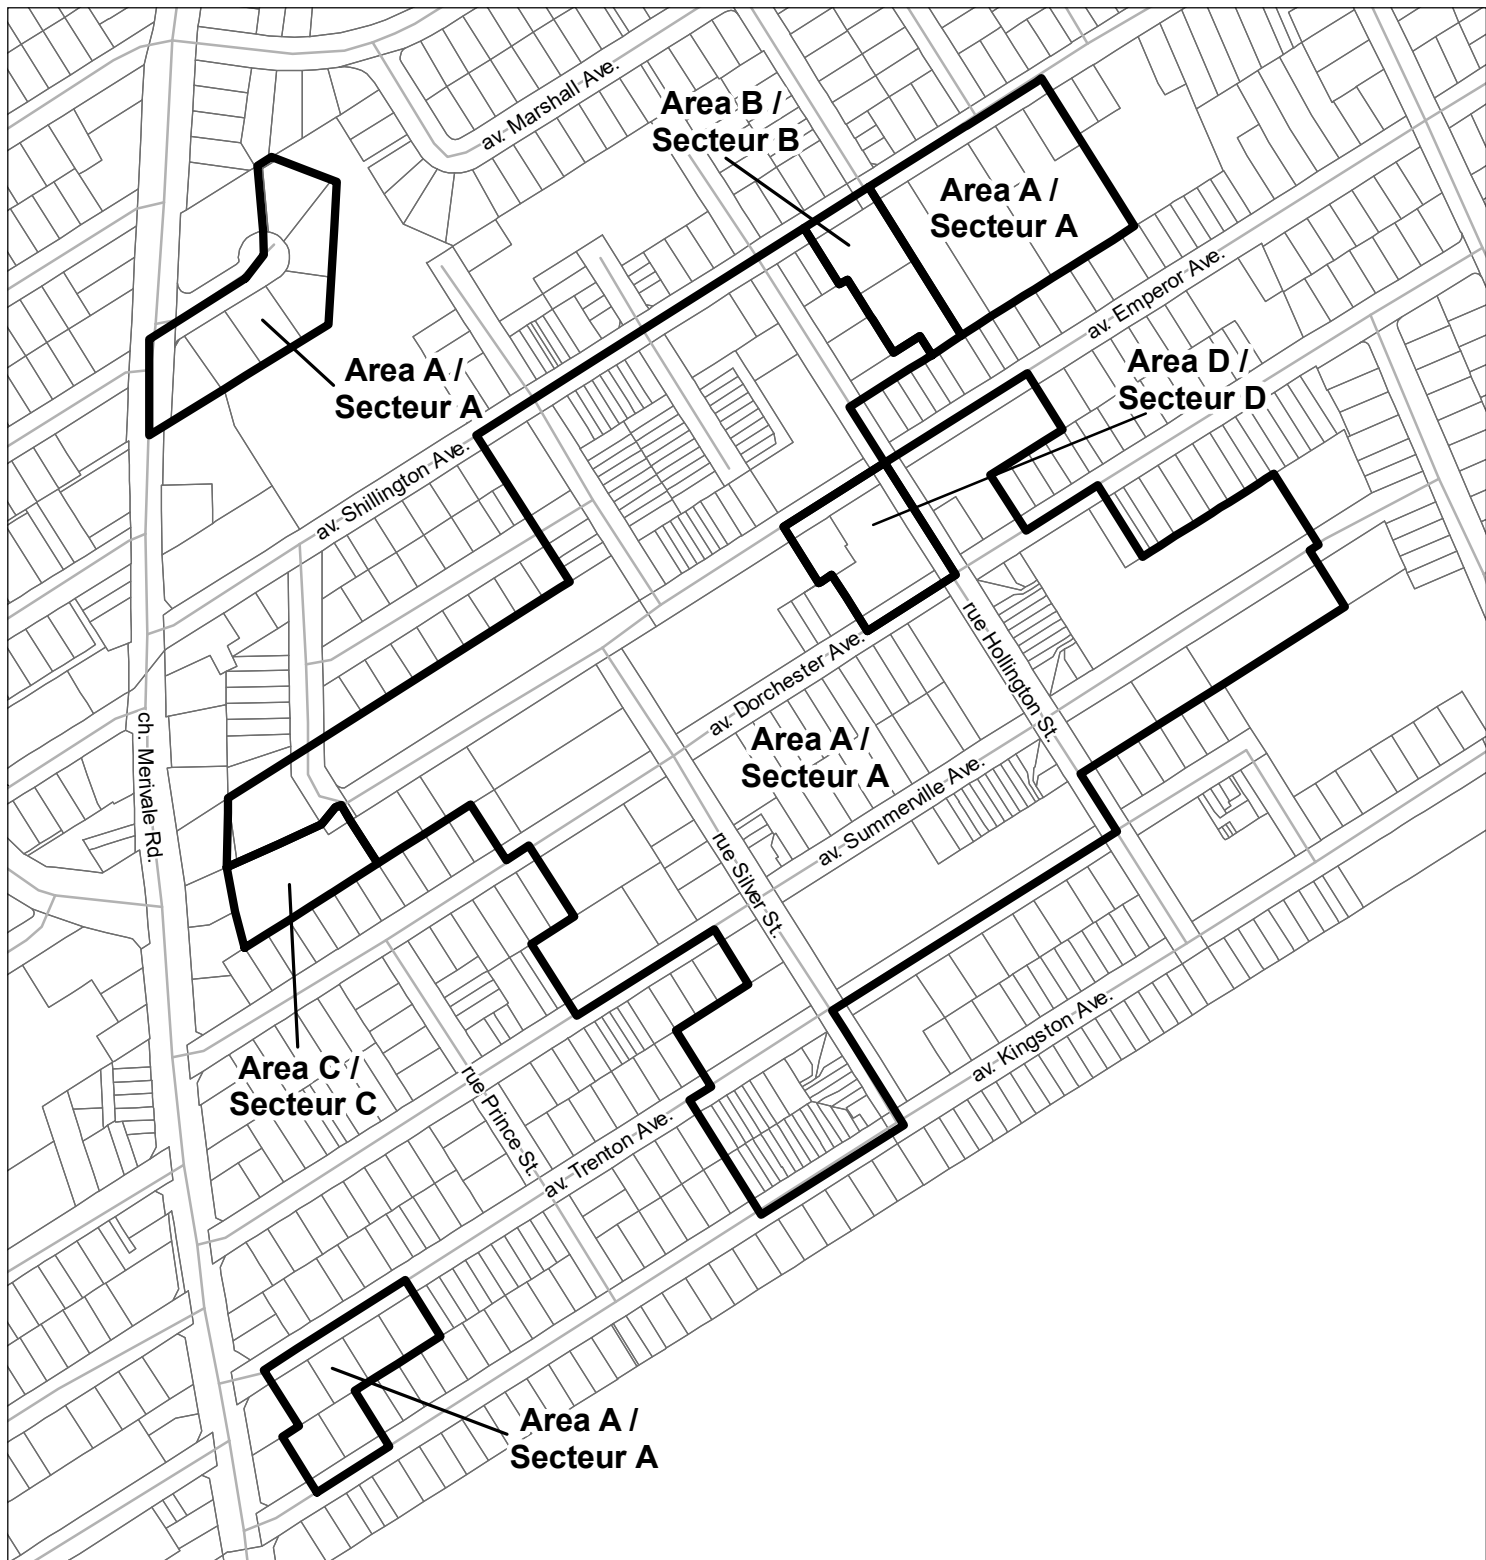 av. Marshall Ave.
Area B /
Secteur B
Area A /
Secteur A
av. Emperor Ave.
Area D /
Secteur D
Area A /
Secteur A
av. Shillington Ave.
rue Hollington St.
av. Dorchester Ave.
Area A /
Secteur A
ch. Merivale Rd.
av. Summerville Ave.
rue Silver St.
av. Kingston Ave.
Area C /
Secteur C
rue Prince St.
av. Trenton Ave.
Area A /
Secteur A